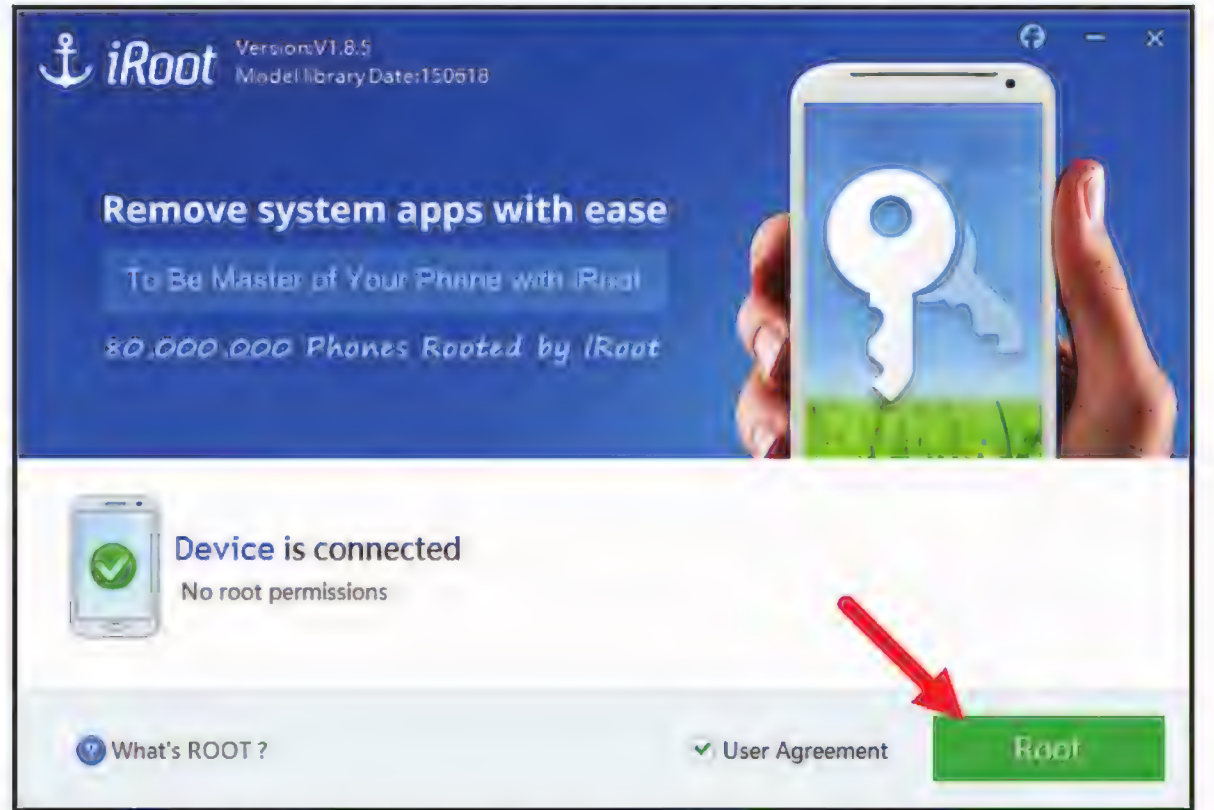 iRoot
Version:V1.8.5
Model library Date:150618
Remove system apps with ease
To Be Master of Your Phone with iRoot
80,000,000 Phones Rooted by iRoot
Device is connected
No root permissions
What's ROOT ?
User Agreement
Root